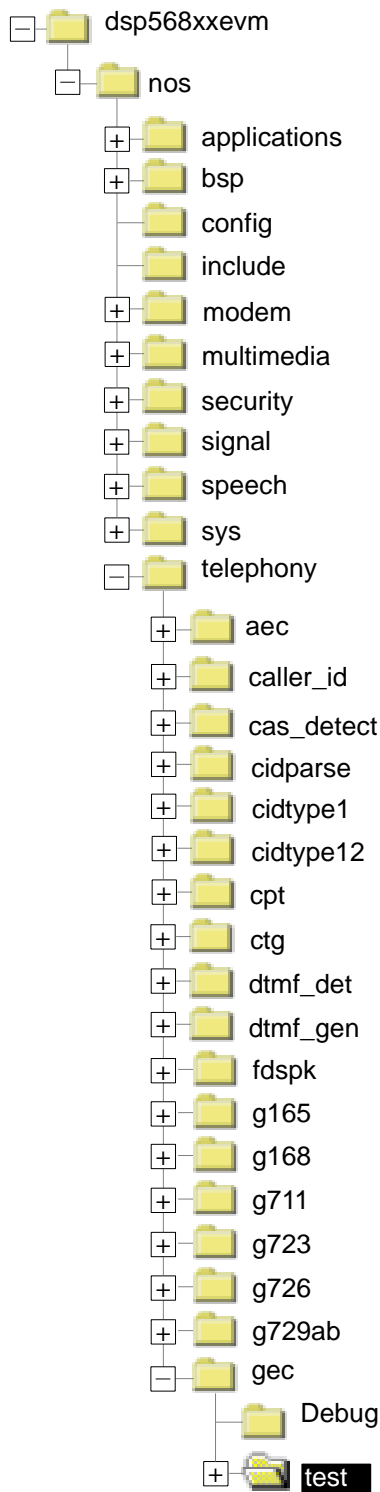 dsp568xxevm
nos
applications
bsp
config
include
modem
multimedia
security
signal
speech
sys
telephony
aec
caller_id
cas_detect
cidparse
cidtype1
cidtype12
cpt
ctg
dtmf_det
dtmf_gen
fdspk
g165
g168
g711
g723
g726
g729ab
gec
Debug
test